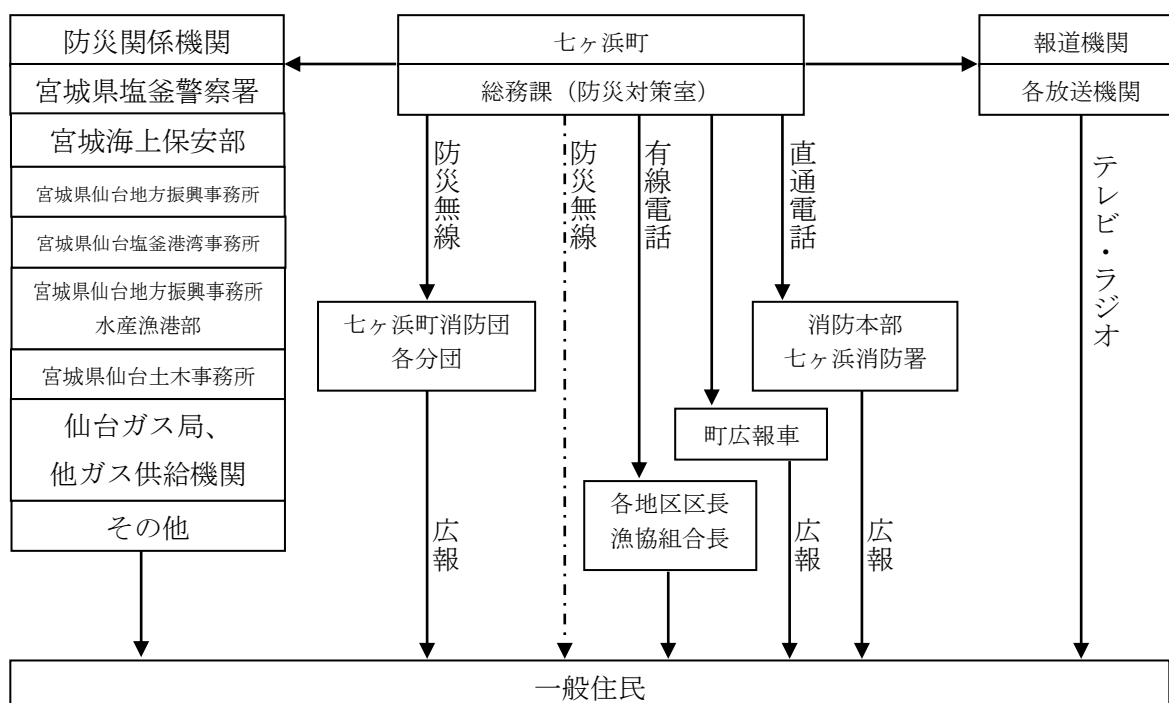 防災関係機関
宮城県塩釜警察署
宮城海上保安部
宮城県仙台地方振興事務所
宮城県仙台塩釜港湾事務所
宮城県仙台地方振興事務所
水産漁港部
宮城県仙台土木事務所
仙台ガス局、
他ガス供給機関
その他
七ヶ浜町
総務課（防災対策室）
報道機関
各放送機関
防災無線
防災無線
有線電話
直通電話
テレビ・ラジオ
七ヶ浜町消防団
各分団
消防本部
七ヶ浜消防署
町広報車
各地区区長
漁協組合長
広報
広報
広報
一般住民